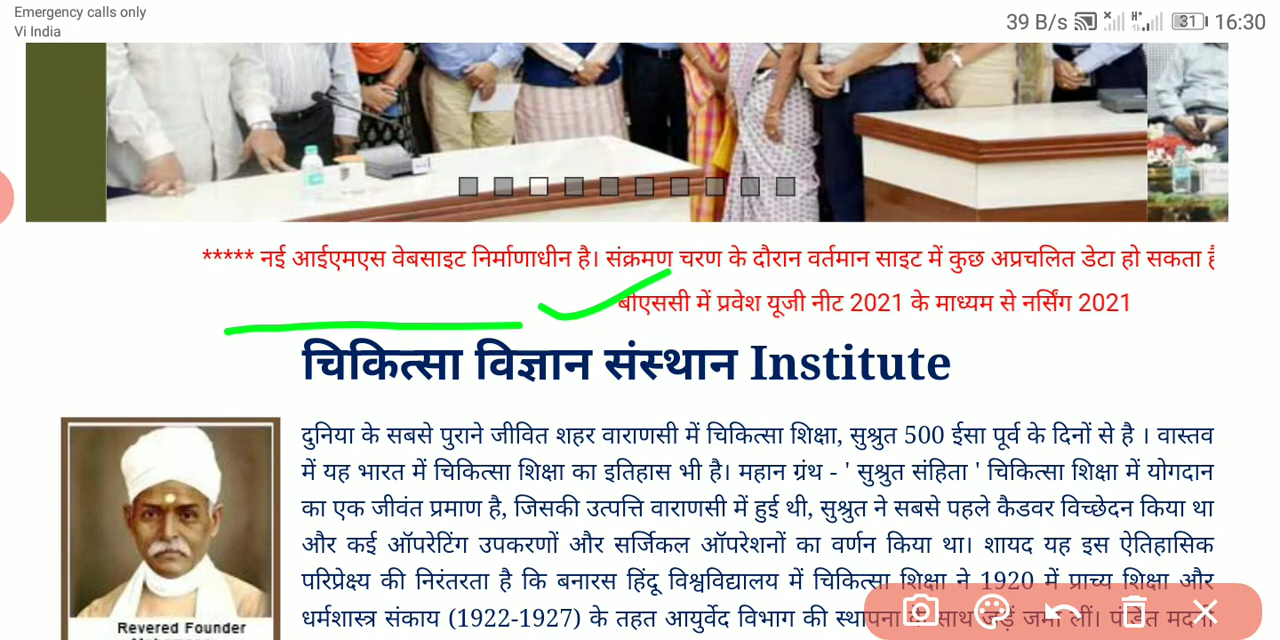 Emergency calls only
Vi India
39 B/s 31 16:30
***** नई आईएमएस वेबसाइट निर्माणाधीन है। संक्रमण चरण के दौरान वर्तमान साइट में कुछ अप्रचलित डेटा हो सकता है
बीएससी में प्रवेश यूजी नीट 2021 के माध्यम से नर्सिंग 2021
चिकित्सा विज्ञान संस्थान Institute
दुनिया के सबसे पुराने जीवित शहर वाराणसी में चिकित्सा शिक्षा, सुश्रुत 500 ईसा पूर्व के दिनों से है । वास्तव
में यह भारत में चिकित्सा शिक्षा का इतिहास भी है। महान ग्रंथ - ' सुश्रुत संहिता ' चिकित्सा शिक्षा में योगदान
का एक जीवंत प्रमाण है, जिसकी उत्पत्ति वाराणसी में हुई थी, सुश्रुत ने सबसे पहले कैडवर विच्छेदन किया था
और कई ऑपरेटिंग उपकरणों और सर्जिकल ऑपरेशनों का वर्णन किया था। शायद यह इस ऐतिहासिक
परिप्रेक्ष्य की निरंतरता है कि बनारस हिंदू विश्वविद्यालय में चिकित्सा शिक्षा ने 1920 में प्राच्य शिक्षा और
धर्मशास्त्र संकाय (1922-1927) के तहत आयुर्वेद विभाग की स्थापना के साथ जड़ें जमा लीं। पंडित
Revered Founder